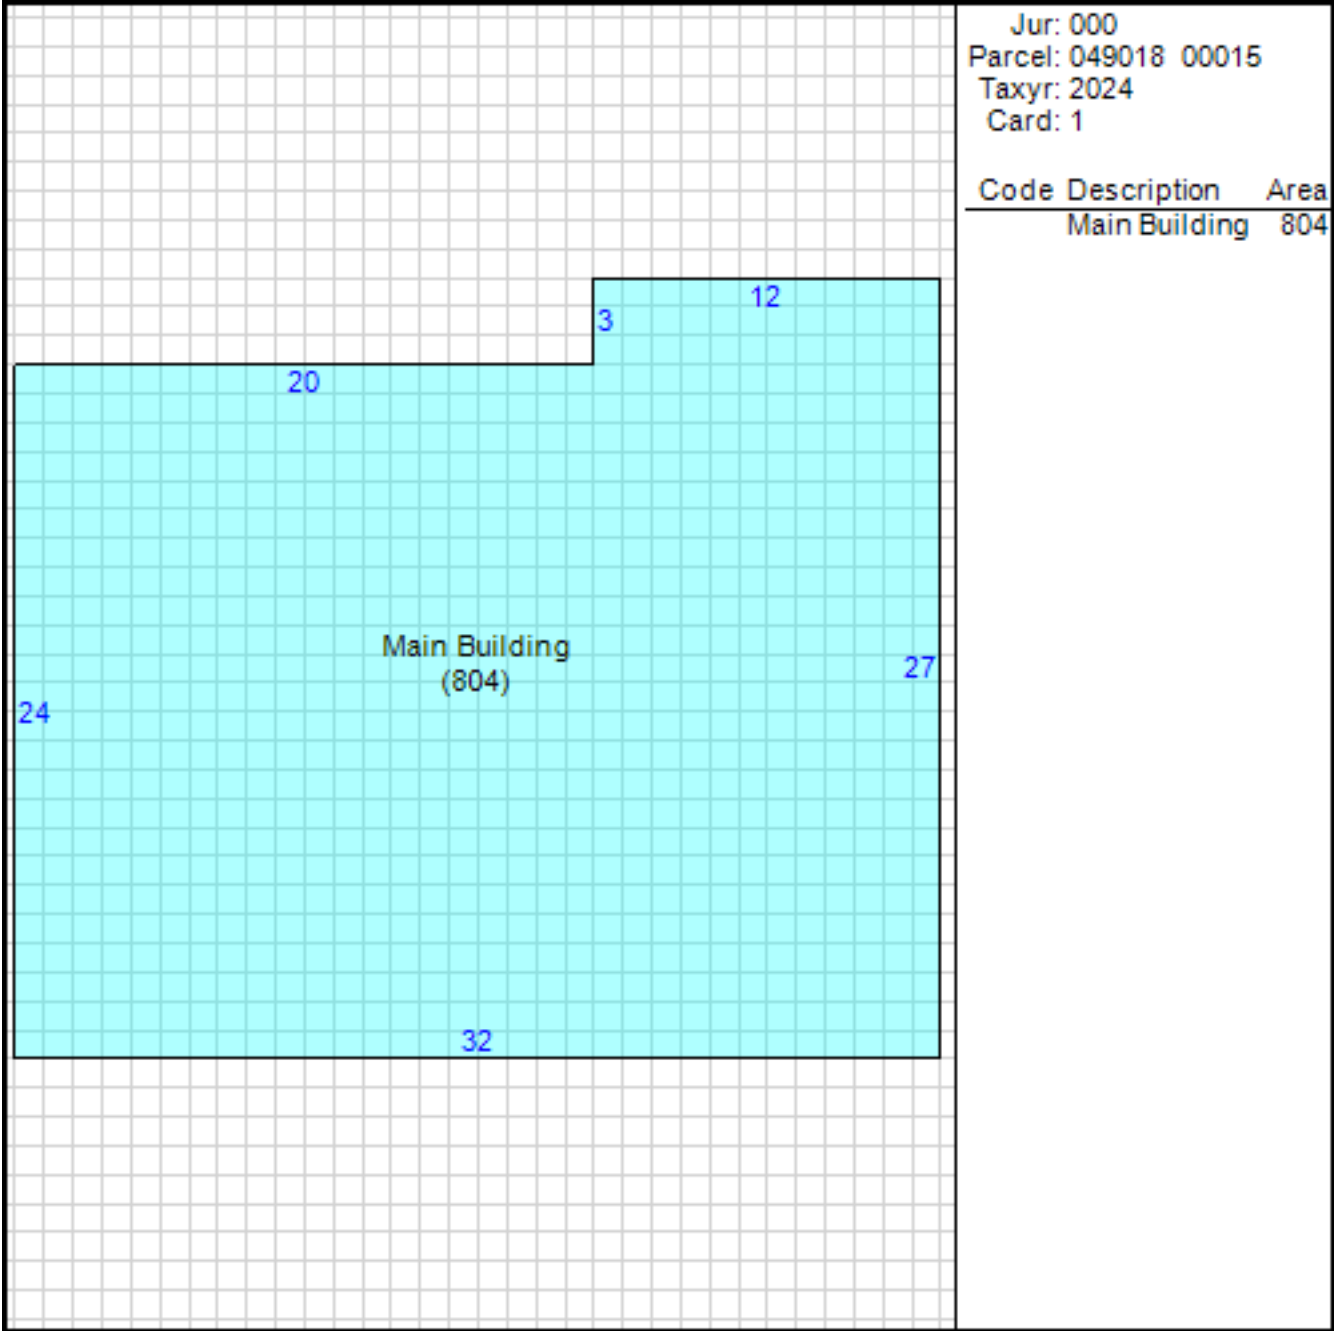 Jur: 000
Parcel: 049018 00015
Taxyr: 2024
Card: 1
Code Description Area
Main Building 804
12
3
20
Main Building
(804)
27
24
32